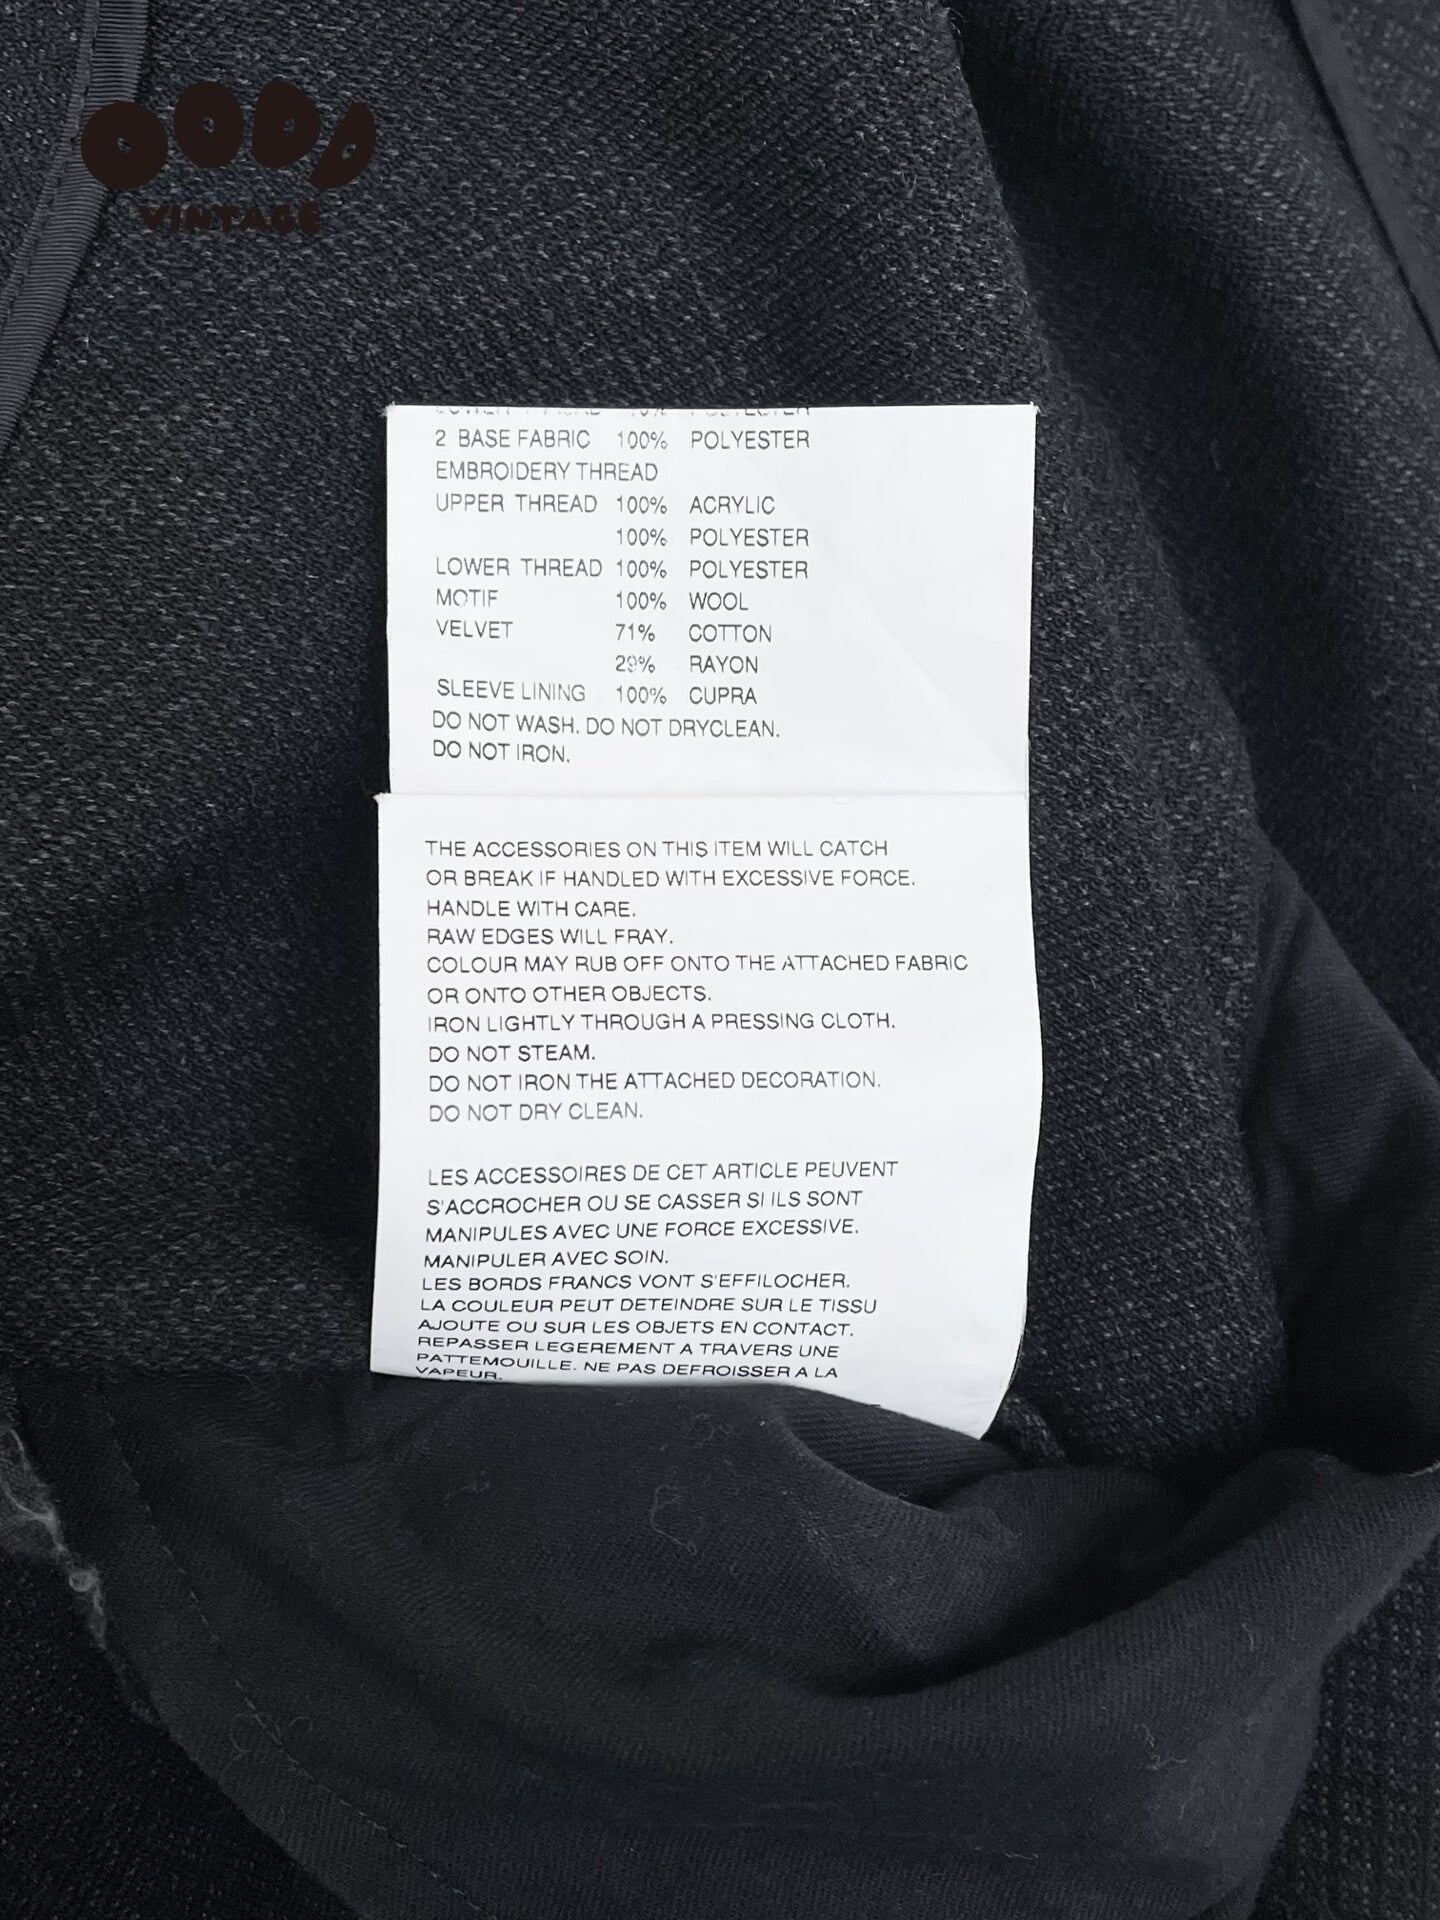 OODJ
VINTAGE
LOWER THREAD 100% POLYESTER
2 BASE FABRIC 100% POLYESTER
EMBROIDERY THREAD
UPPER THREAD 100% ACRYLIC
100% POLYESTER
LOWER THREAD 100% POLYESTER
MOTIF 100% WOOL
VELVET 71% COTTON
29% RAYON
SLEEVE LINING 100% CUPRA
DO NOT WASH. DO NOT DRYCLEAN.
DO NOT IRON.
THE ACCESSORIES ON THIS ITEM WILL CATCH
OR BREAK IF HANDLED WITH EXCESSIVE FORCE.
HANDLE WITH CARE.
RAW EDGES WILL FRAY.
COLOUR MAY RUB OFF ONTO THE ATTACHED FABRIC
OR ONTO OTHER OBJECTS.
IRON LIGHTLY THROUGH A PRESSING CLOTH.
DO NOT STEAM.
DO NOT IRON THE ATTACHED DECORATION.
DO NOT DRY CLEAN.
LES ACCESSOIRES DE CET ARTICLE PEUVENT
S'ACCROCHER OU SE CASSER SI ILS SONT
MANIPULES AVEC UNE FORCE EXCESSIVE.
MANIPULER AVEC SOIN.
LES BORDS FRANCS VONT S'EFFILOCHER.
LA COULEUR PEUT DETEINDRE SUR LE TISSU
AJOUTE OU SUR LES OBJETS EN CONTACT.
REPASSER LEGEREMENT A TRAVERS UNE
PATTEMOUILLE. NE PAS DEFROISSER A LA
VAPEUR.